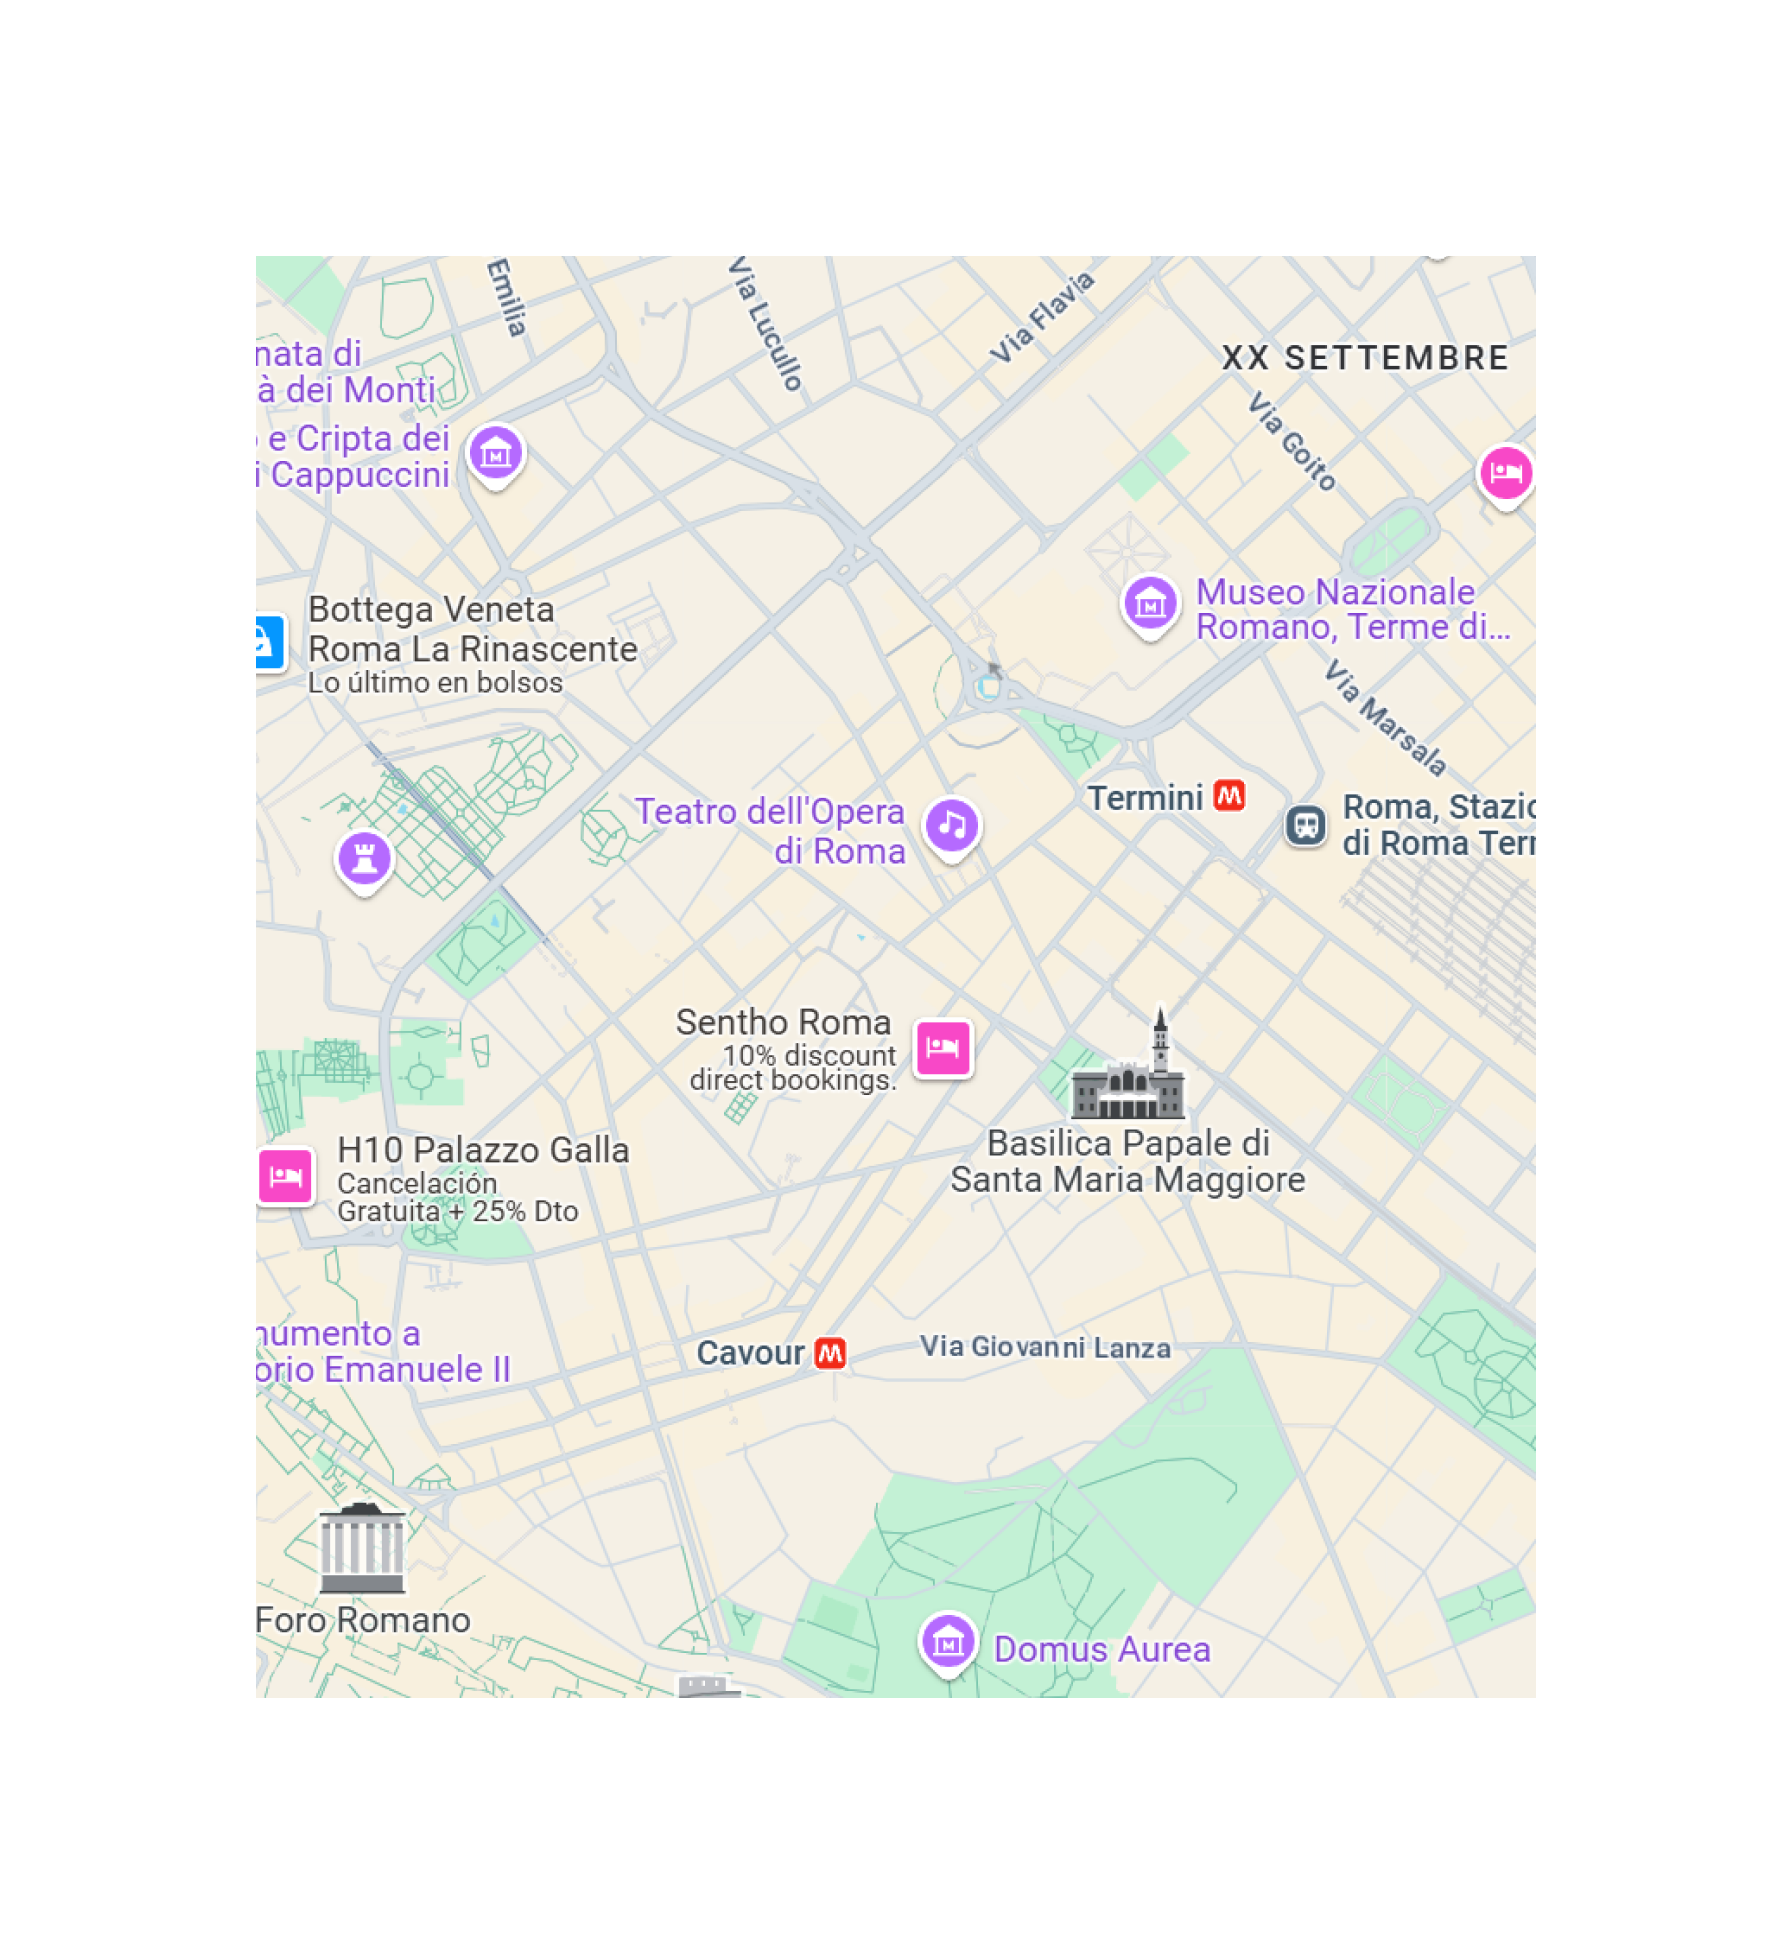 Emilia
Via Lucullo
Via Flavia
XX SETTEMBRE
nata di
à dei Monti
Via Goito
e Cripta dei
i Cappuccini
Museo Nazionale
Romano, Terme di...
Bottega Veneta
Roma La Rinascente
Lo último en bolsos
Via Marsala
Termini M
Teatro dell'Opera
di Roma
Roma, Stazio
di Roma Terr
Sentho Roma
10% discount
direct bookings.
Basilica Papale di
Santa Maria Maggiore
H10 Palazzo Galla
Cancelación
Gratuita + 25% Dto
numento a
orio Emanuele II
Cavour M
Via Giovanni Lanza
Foro Romano
Domus Aurea